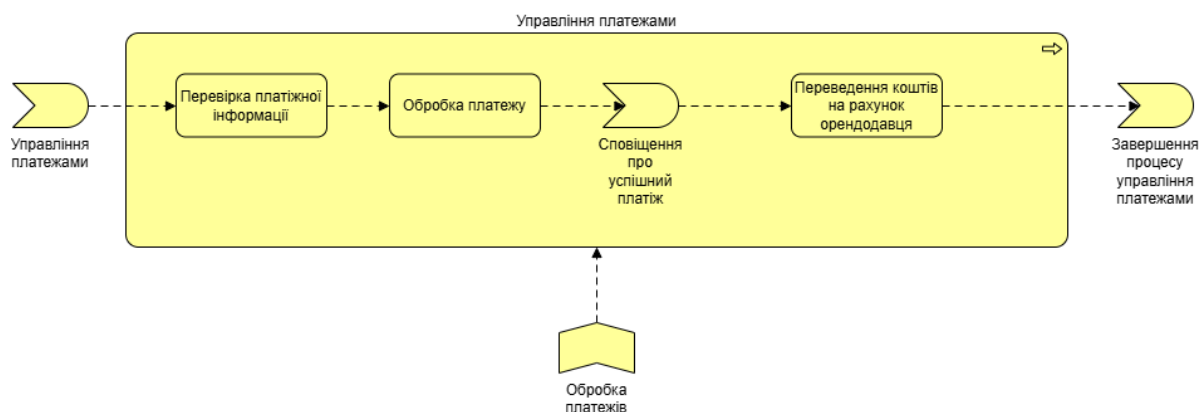 Управління платежами
Перевірка платіжної
інформації
Обробка платежу
Переведення коштів
на рахунок
орендодавця
Управління
платежами
Сповіщення
про
успішний
платіж
Завершення
процесу
управління
платежами
Обробка
платежів